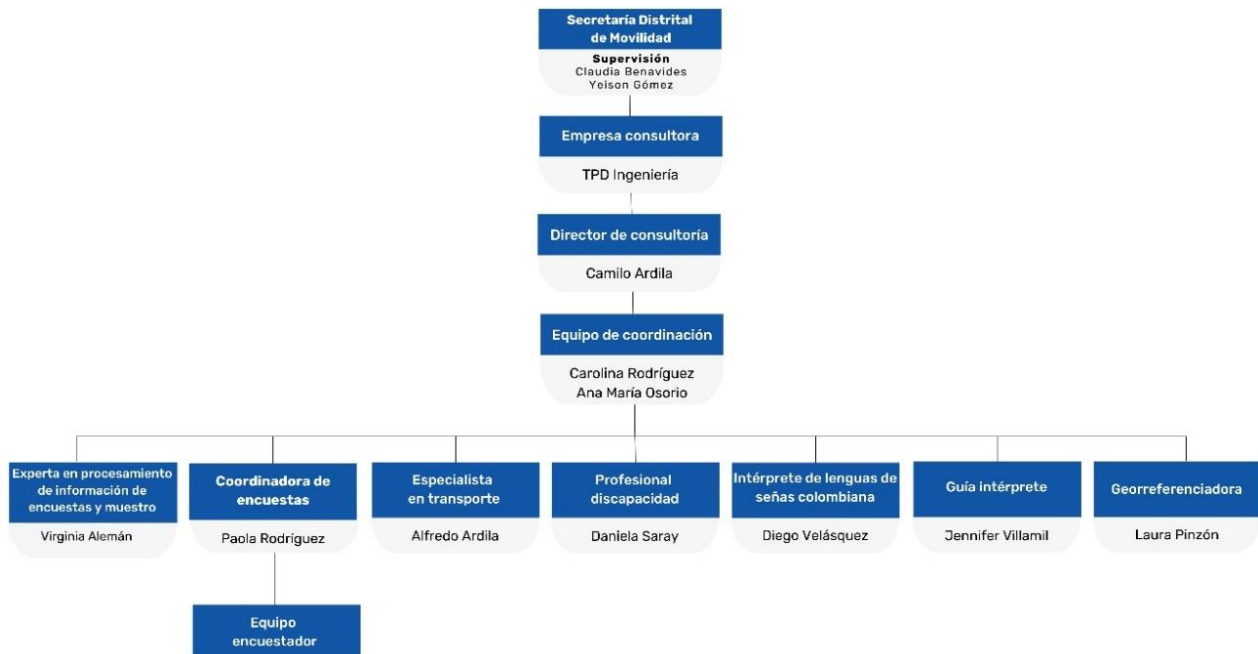 Secretaría Distrital
de Movilidad
Supervisión
Claudia Benavides
Yeison Gómez
Empresa consultora
TPD Ingeniería
Director de consultoría
Camilo Ardila
Equipo de coordinación
Carolina Rodríguez
Ana María Osorio
Experta en procesamiento
de información de
encuestas y muestro
Virginia Alemán
Coordinadora de
encuestas
Paola Rodríguez
Especialista
en transporte
Alfredo Ardila
Profesional
discapacidad
Daniela Saray
Intérprete de lenguas de
señas colombiana
Diego Velásquez
Guía intérprete
Jennifer Villamil
Georreferenciadora
Laura Pinzón
Equipo
encuestador